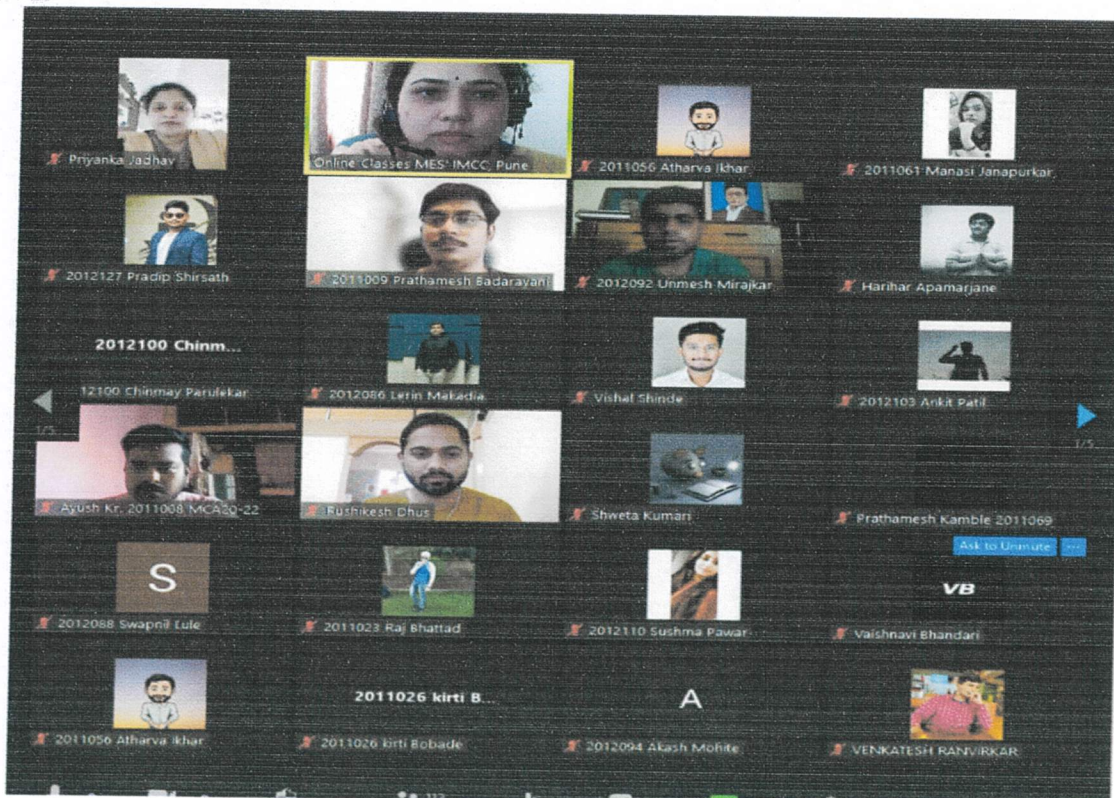 Priyanka Jadhav
Online Classes MES' IMCC, Pune
2011056 Atharva Ikhar
2011061 Manasi Janapurkar
2012127 Pradip Shirsath
2011009 Prathamesh Badarayani
2012092 Unmesh Mirajkar
Harihar Apamarjane
2012100 Chinm...
12100 Chinmay Parulekar
2012086 Lerin Makadia
Vishal Shinde
2012103 Ankit Patil
1/5
1/5
Ayush Kr. 2011008 MCA20-22
Rushikesh Dhus
Shweta Kumari
Prathamesh Kamble 2011069
Ask to Unmute
...
S
2012088 Swapnil Lule
2011023 Raj Bhattad
2012110 Sushma Pawar
VB
Vaishnavi Bhandari
2011056 Atharva Ikhar
2011026 kirti B...
2011026 kirti Bobade
A
2012094 Akash Mohite
VENKATESH RANVIRKAR